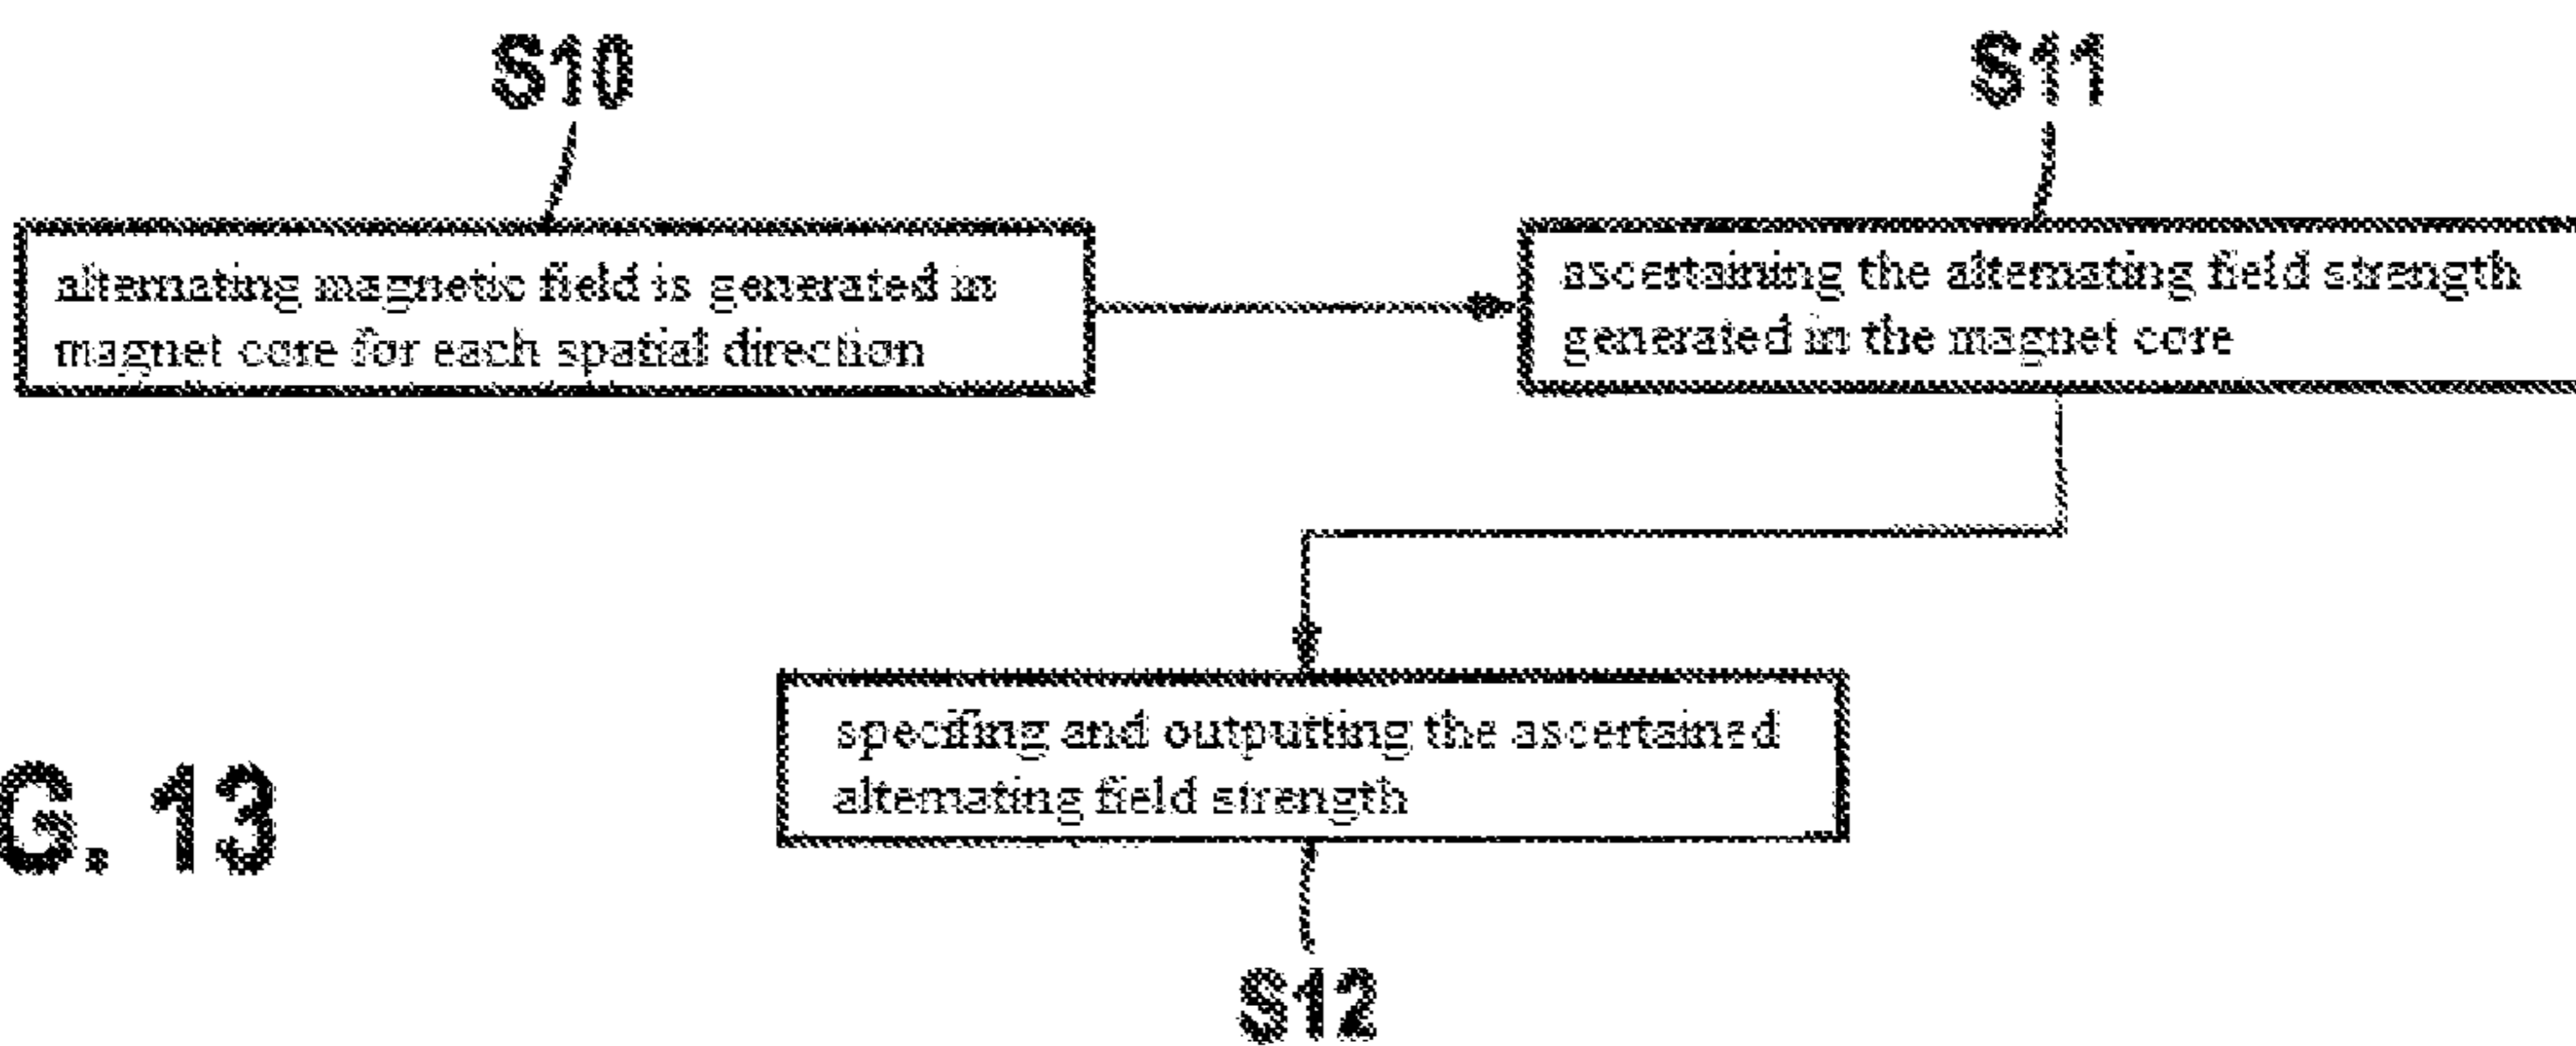 S10
S11
alternating magnetic field is generated in
magnet core for each spatial direction
ascertaining the alternating field strength
generated in the magnet core
specifing and outputting the ascertained
alternating field strength
G. 13
S12